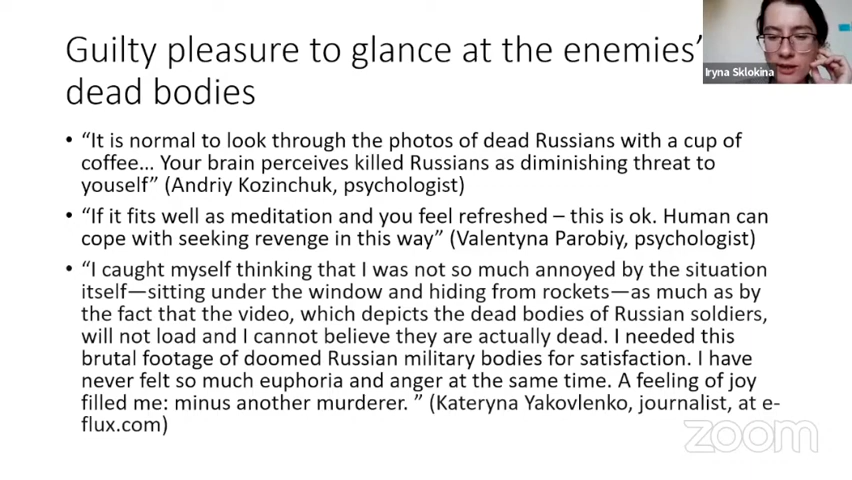 Guilty pleasure to glance at the enemies'
dead bodies
Iryna Sklokina
• “It is normal to look through the photos of dead Russians with a cup of
coffee... Your brain perceives killed Russians as diminishing threat to
youself” (Andriy Kozinchuk, psychologist)
• “If it fits well as meditation and you feel refreshed – this is ok. Human can
cope with seeking revenge in this way” (Valentyna Parobiy, psychologist)
• “I caught myself thinking that I was not so much annoyed by the situation
itself—sitting under the window and hiding from rockets—as much as by
the fact that the video, which depicts the dead bodies of Russian soldiers,
will not load and I cannot believe they are actually dead. I needed this
brutal footage of doomed Russian military bodies for satisfaction. I have
never felt so much euphoria and anger at the same time. A feeling of joy
filled me: minus another murderer. ” (Kateryna Yakovlenko, journalist, at e-
flux.com)
zoom